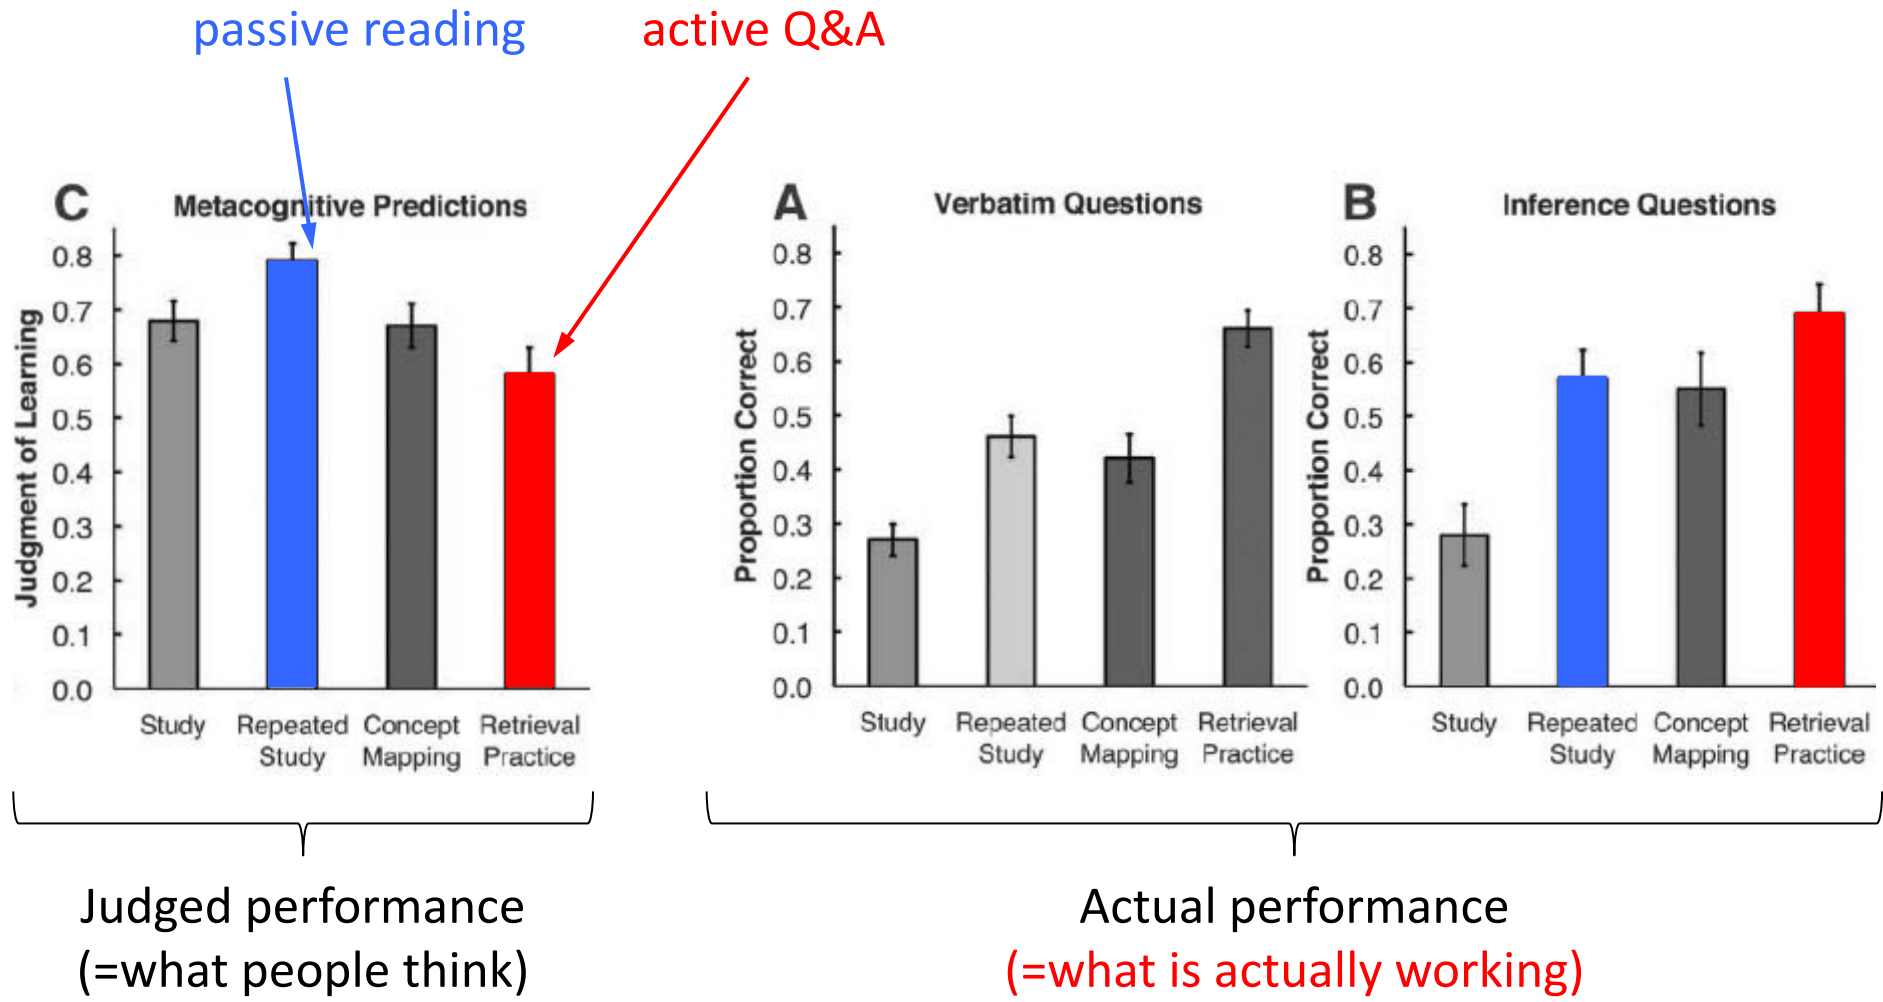 passive reading
active Q&A
C
Metacognitive Predictions
Judgment of Learning
0.8
0.7
0.6
0.5
0.4
0.3
0.2
0.1
0.0
Study
Repeated
Study
Concept
Mapping
Retrieval
Practice
A
Verbatim Questions
Proportion Correct
0.8
0.7
0.6
0.5
0.4
0.3
0.2
0.1
0.0
Study
Repeated
Study
Concept
Mapping
Retrieval
Practice
B
Inference Questions
Proportion Correct
0.8
0.7
0.6
0.5
0.4
0.3
0.2
0.1
0.0
Study
Repeated
Study
Concept
Mapping
Retrieval
Practice
Judged performance
(=what people think)
Actual performance
(=what is actually working)